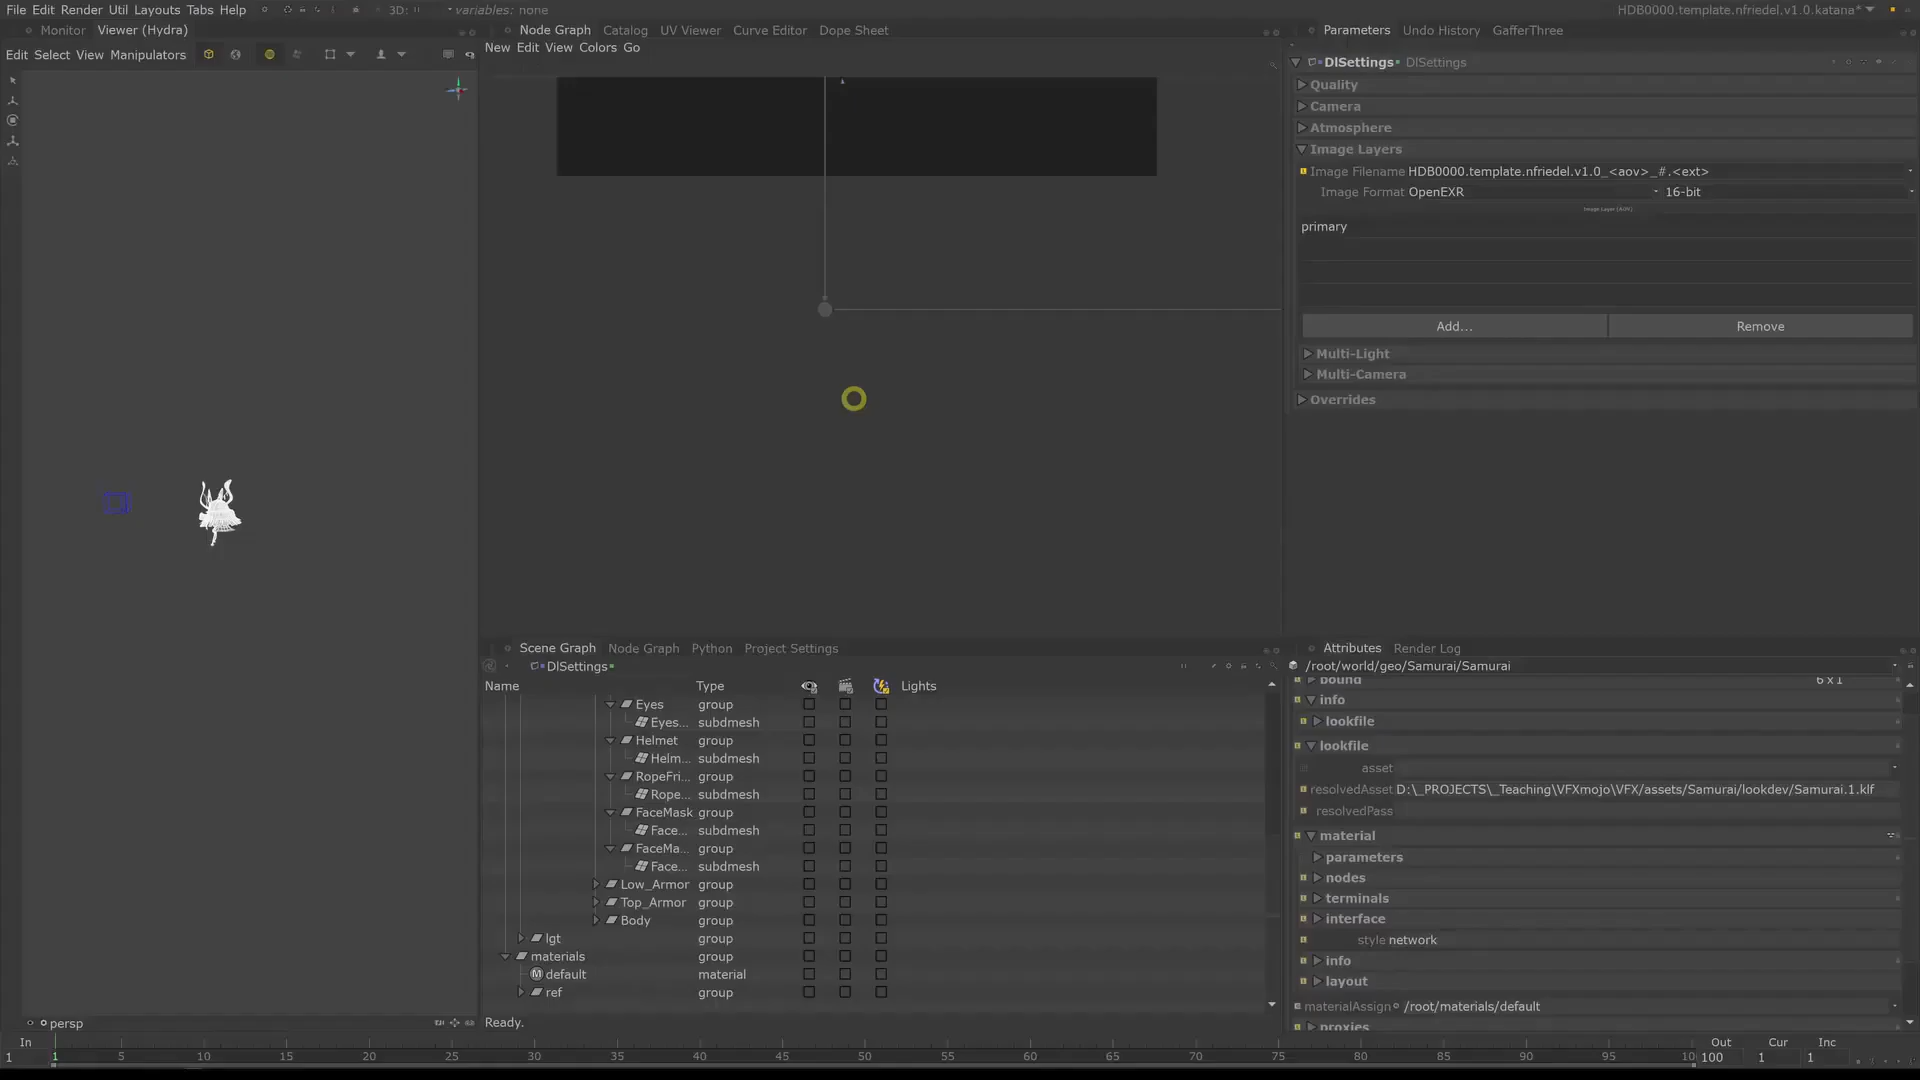 File Edit Render Util Layouts Tabs Help 3D: variables: none HDB0000.template.nfriedel.v1.0.katana*
Monitor Viewer (Hydra)
Edit Select View Manipulators
persp
Node Graph Catalog UV Viewer Curve Editor Dope Sheet
New Edit View Colors Go
Scene Graph Node Graph Python Project Settings
DlSettings
Name Type Lights
Eyes group
Eyes... subdmesh
Helmet group
Helm... subdmesh
RopeFri... group
Rope... subdmesh
FaceMask group
Face... subdmesh
FaceMa... group
Face... subdmesh
Low_Armor group
Top_Armor group
Body group
lgt group
materials group
default material
ref group
Ready.
Parameters Undo History GafferThree
DlSettings DlSettings
Quality
Camera
Atmosphere
Image Layers
Image Filename HDB0000.template.nfriedel.v1.0_<aov>_#.<ext>
Image Format OpenEXR 16-bit
Image Layer (AOV)
primary
Add... Remove
Multi-Light
Multi-Camera
Overrides
Attributes Render Log
/root/world/geo/Samurai/Samurai
bound 6 x 1
info
lookfile
lookfile
asset
resolvedAsset D:\_PROJECTS\_Teaching\VFXmojo\VFX/assets/Samurai/lookdev/Samurai.1.klf
resolvedPass
material
parameters
nodes
terminals
interface
style network
info
layout
materialAssign /root/materials/default
proxies
In Out Cur Inc
1 1 5 10 15 20 25 30 35 40 45 50 55 60 65 70 75 80 85 90 95 10 100 1 1